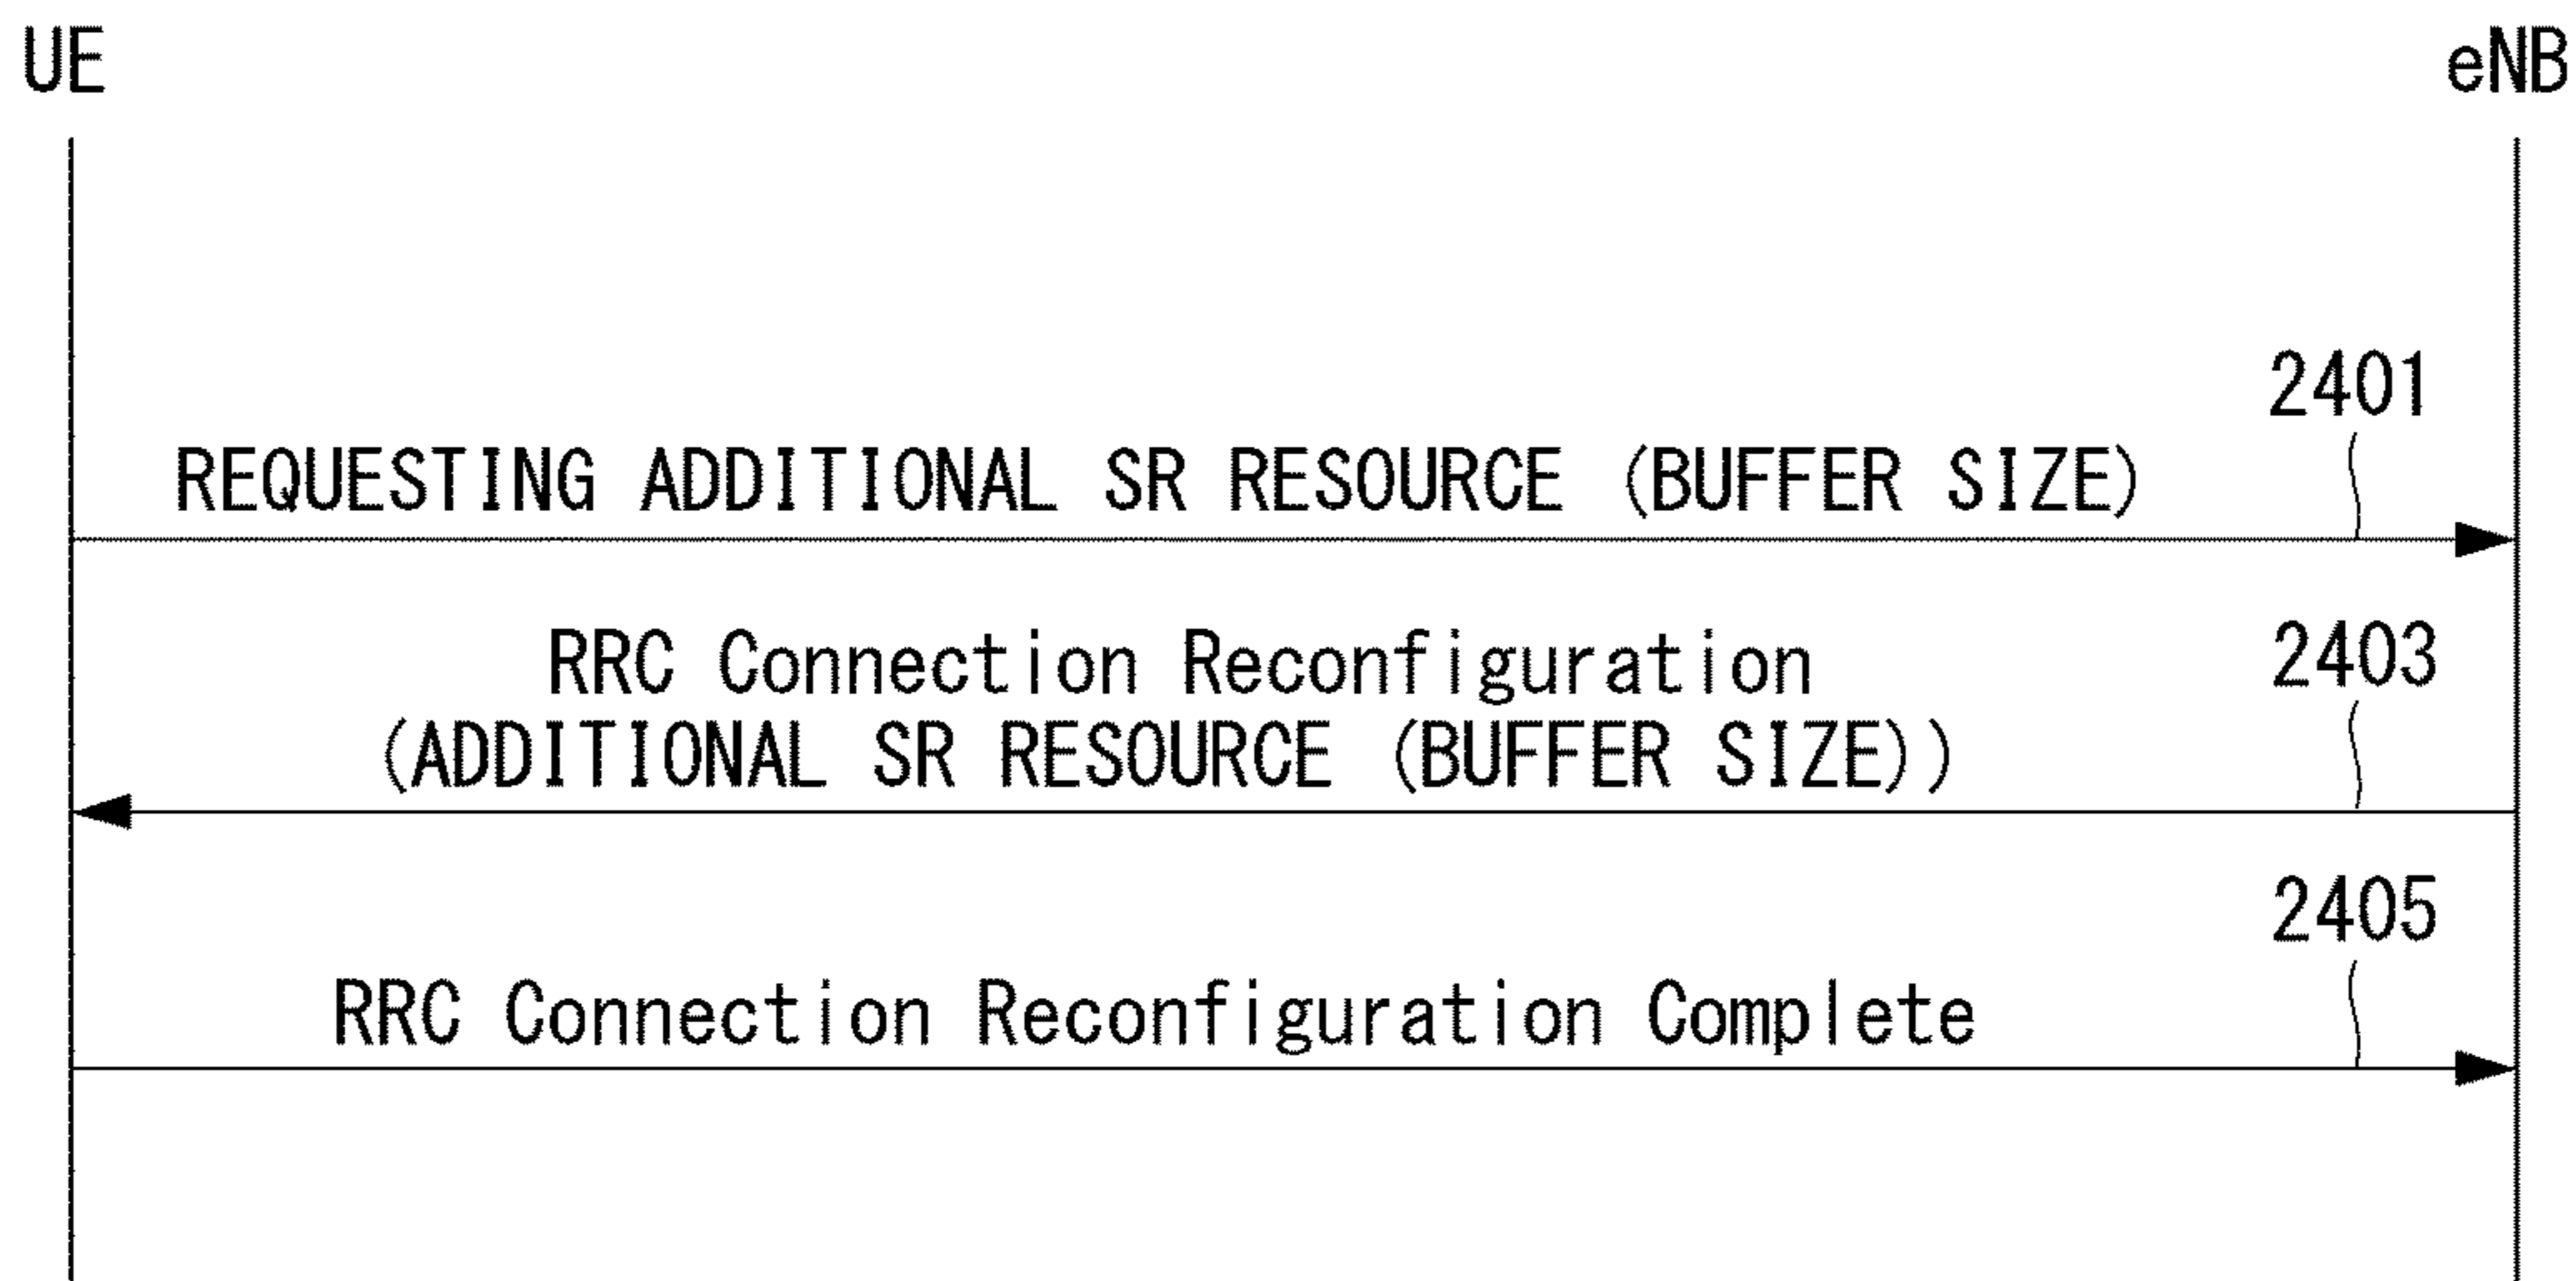 UE
eNB
2401
REQUESTING ADDITIONAL SR RESOURCE (BUFFER SIZE)
2403
RRC Connection Reconfiguration
(ADDITIONAL SR RESOURCE (BUFFER SIZE))
2405
RRC Connection Reconfiguration Complete